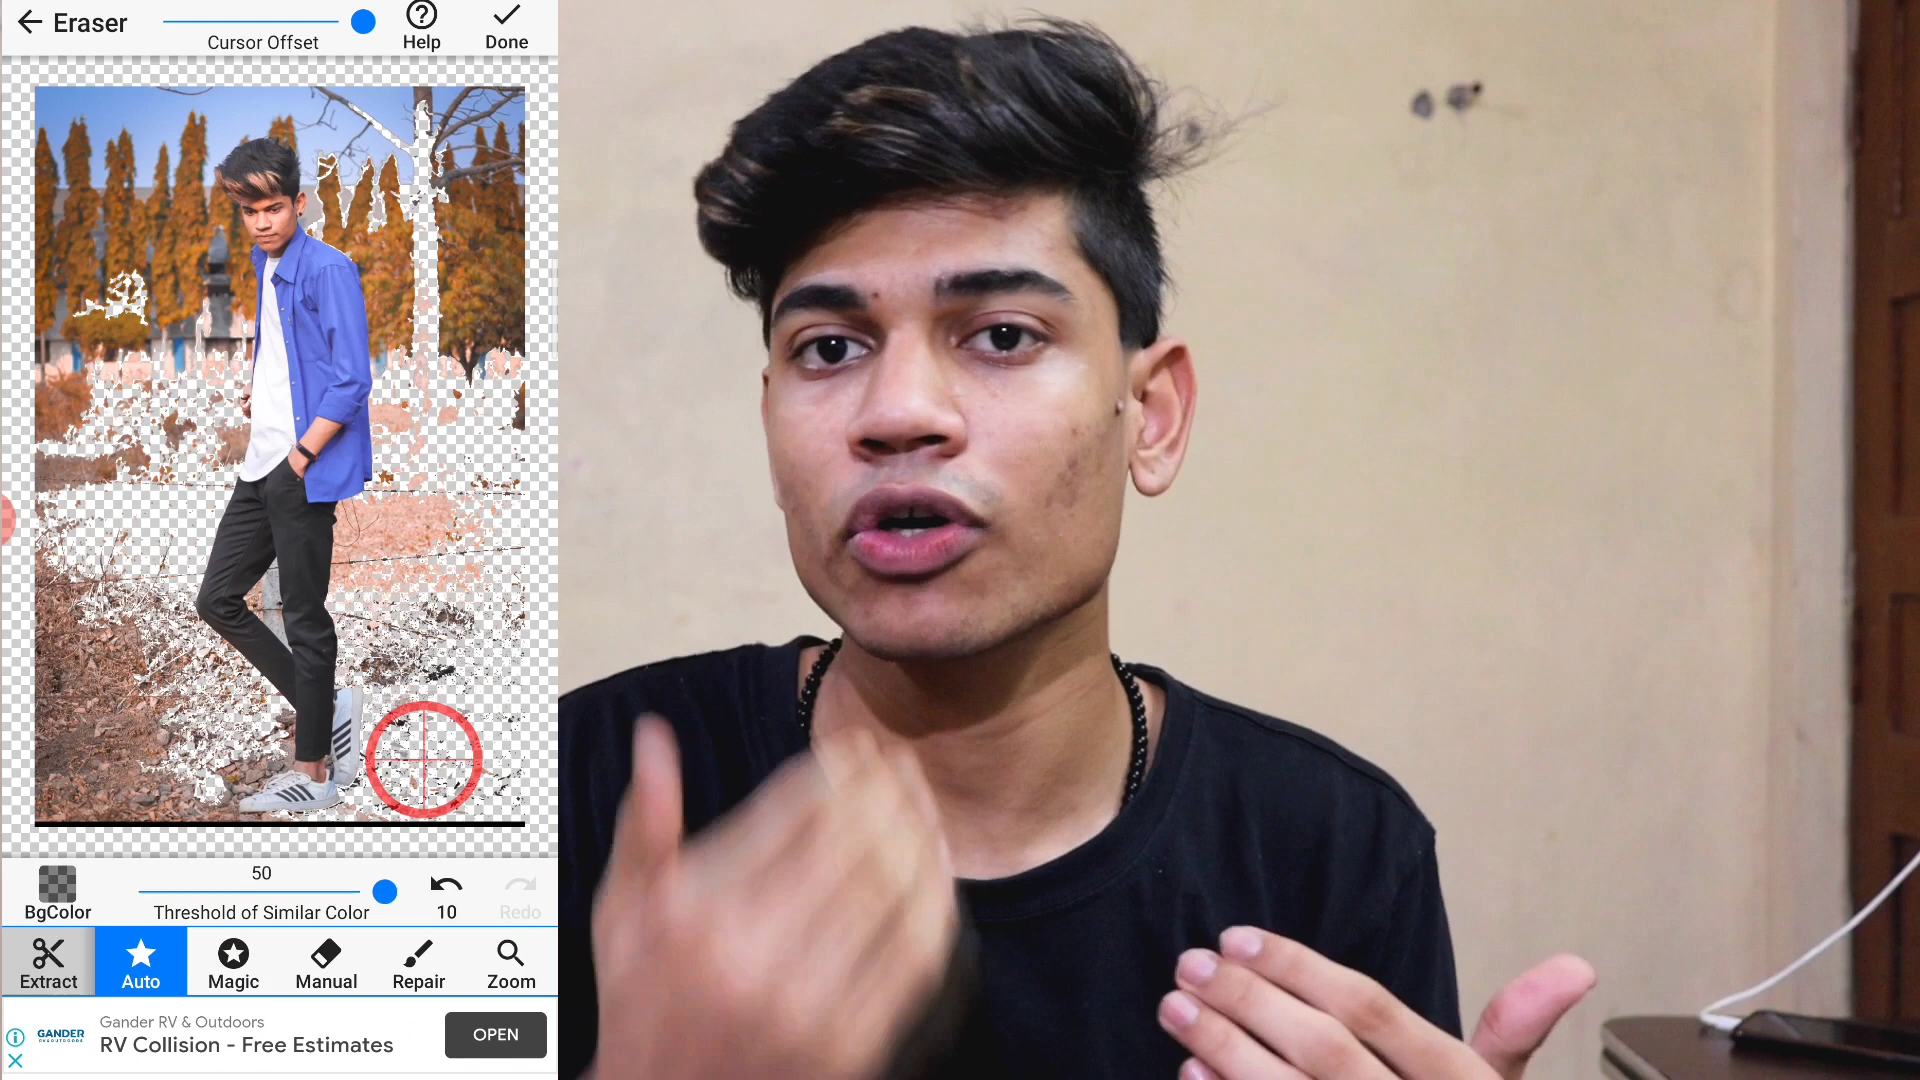 Eraser
Cursor Offset
Help
Done
BgColor
50
Threshold of Similar Color
10
Redo
Extract
Auto
Magic
Manual
Repair
Zoom
GANDER
Gander RV & Outdoors
RV Collision - Free Estimates
OPEN